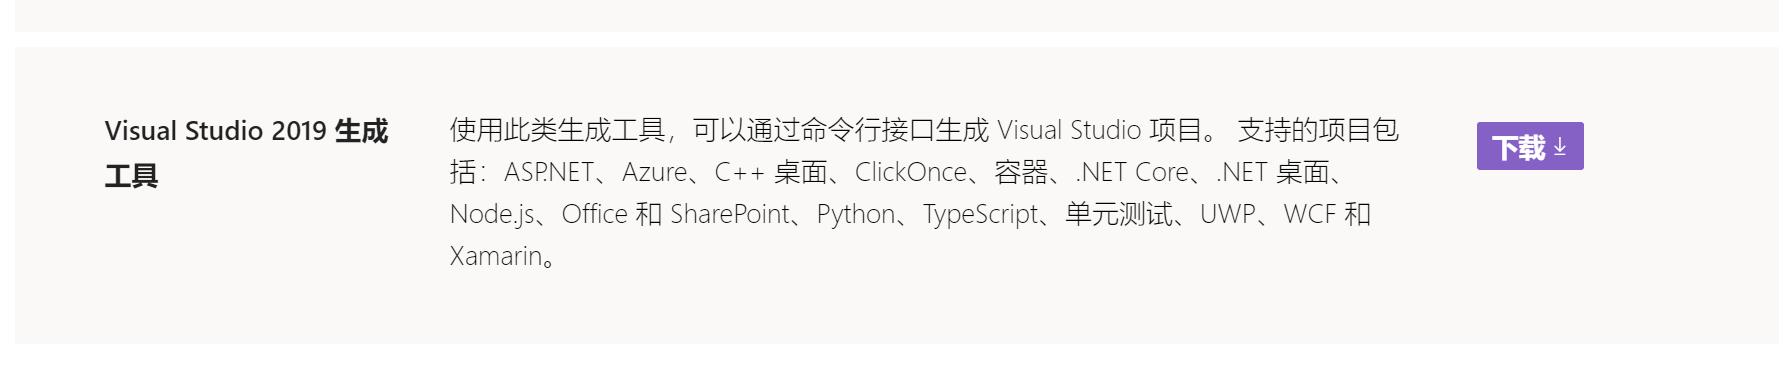 Visual Studio 2019 生成
工具
使用此类生成工具，可以通过命令行接口生成 Visual Studio 项目。 支持的项目包
括：ASP.NET、Azure、C++ 桌面、ClickOnce、容器、.NET Core、.NET 桌面、
Node.js、Office 和 SharePoint、Python、TypeScript、单元测试、UWP、WCF 和
Xamarin。
下载